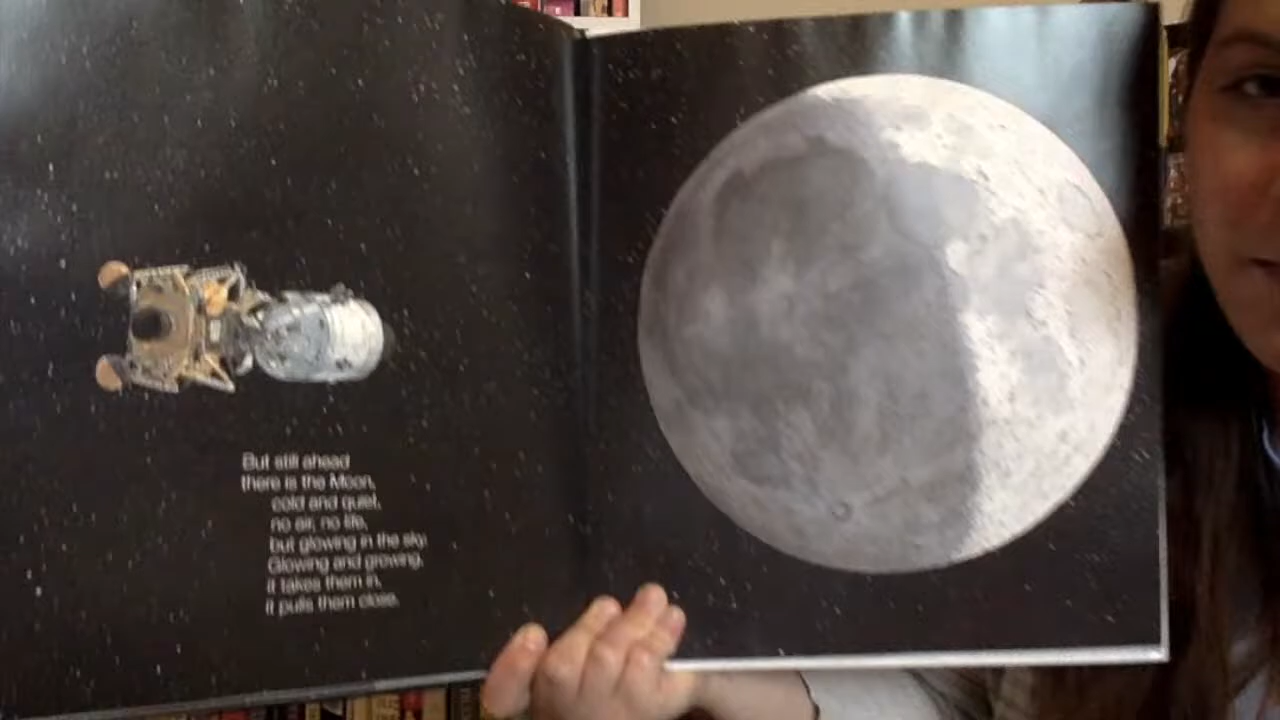 But still ahead
there is the Moon,
cold and quiet,
no air, no life,
but glowing in the sky.
Glowing and growing,
it takes them in,
it pulls them close.